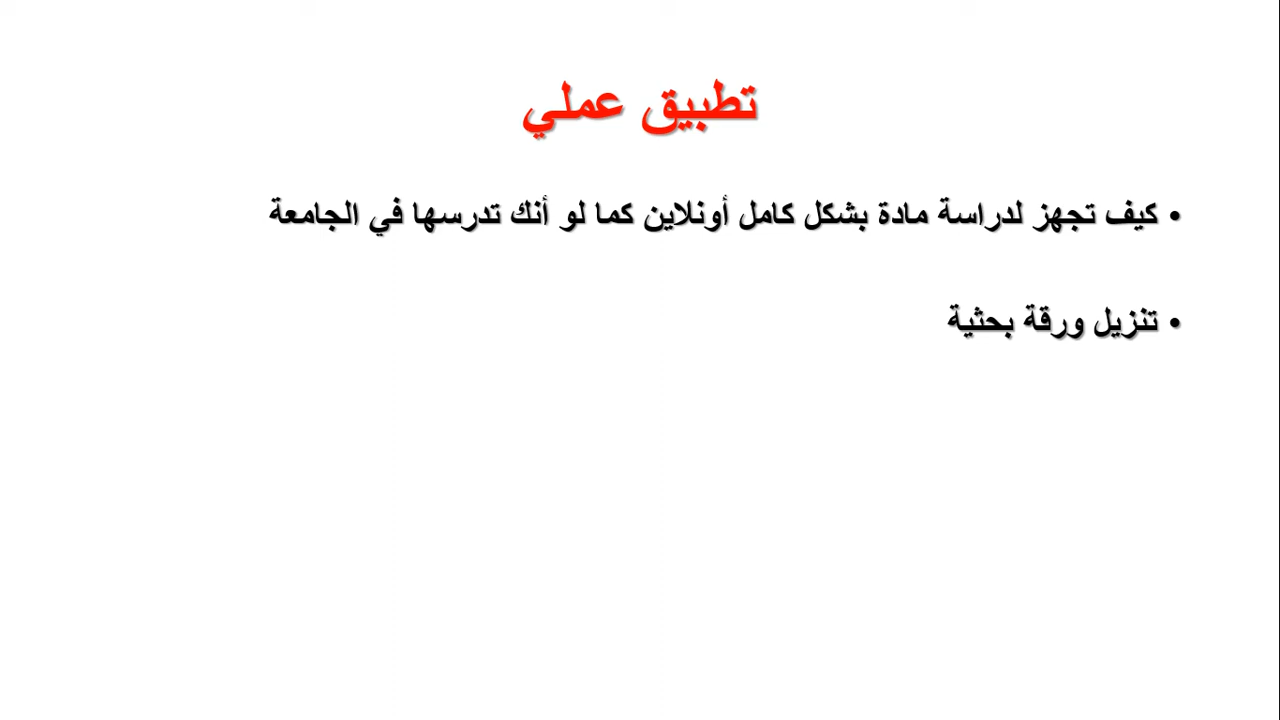 تطبيق عملي
• كيف تجهز لدراسة مادة بشكل كامل أونلاين كما لو أنك تدرسها في الجامعة
• تنزيل ورقة بحثية